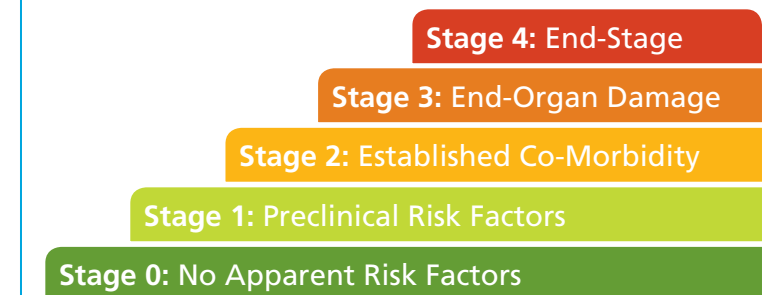 Stage 4: End-Stage
Stage 3: End-Organ Damage
Stage 2: Established Co-Morbidity
Stage 1: Preclinical Risk Factors
Stage 0: No Apparent Risk Factors